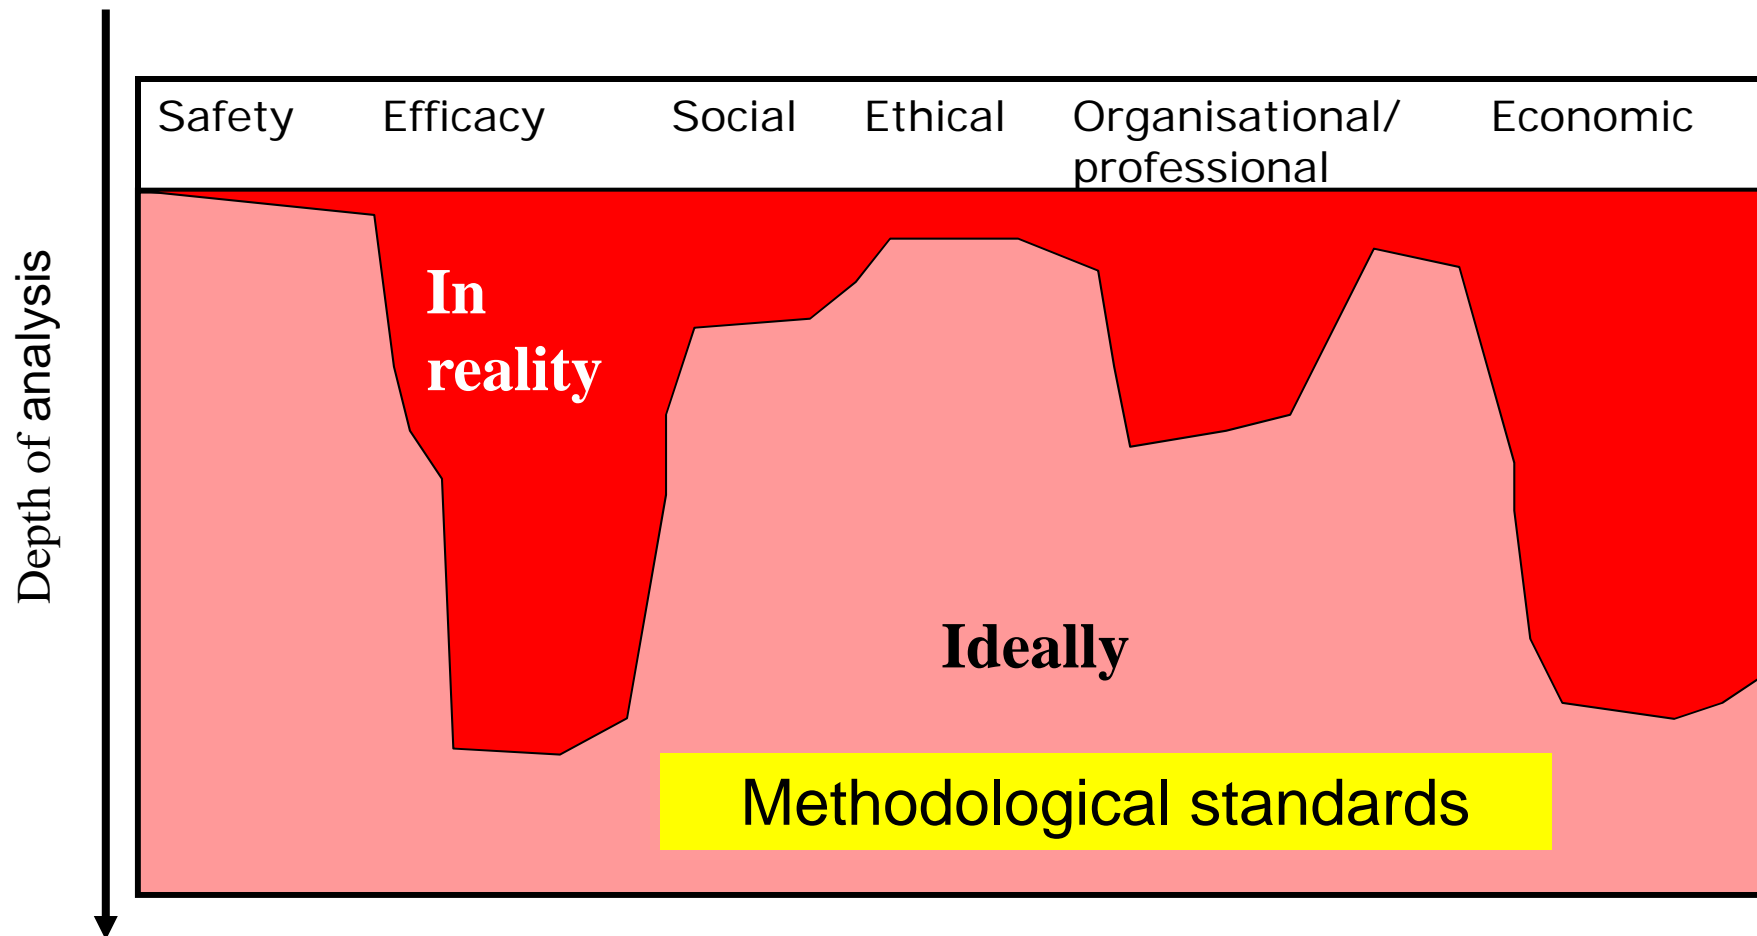 Safety Efficacy Social Ethical Organisational/ Economic
professional
In
reality
Depth of analysis
Ideally
Methodological standards